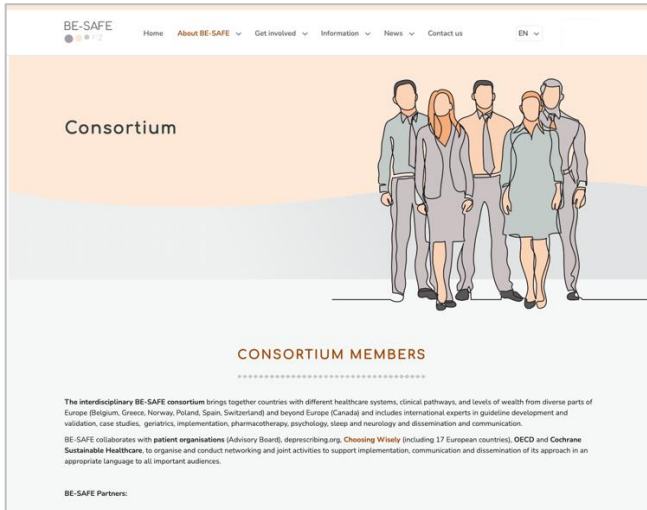 BE-SAFE
Home About BE-SAFE Get involved Information News Contact us EN
Consortium
CONSORTIUM MEMBERS
The interdisciplinary BE-SAFE consortium brings together countries with different healthcare systems, clinical pathways, and levels of wealth from diverse parts of
Europe (Belgium, Greece, Norway, Poland, Spain, Switzerland) and beyond Europe (Canada) and includes international experts in guideline development and
validation, case studies, geriatrics, implementation, pharmacotherapy, psychology, sleep and neurology and dissemination and communication.
BE-SAFE collaborates with patient organisations (Advisory Board), deprescribing.org, Choosing Wisely (including 17 European countries), OECD and Cochrane
Sustainable Healthcare, to organise and conduct networking and joint activities to support implementation, communication and dissemination of its approach in an
appropriate language to all important audiences.
BE-SAFE Partners: